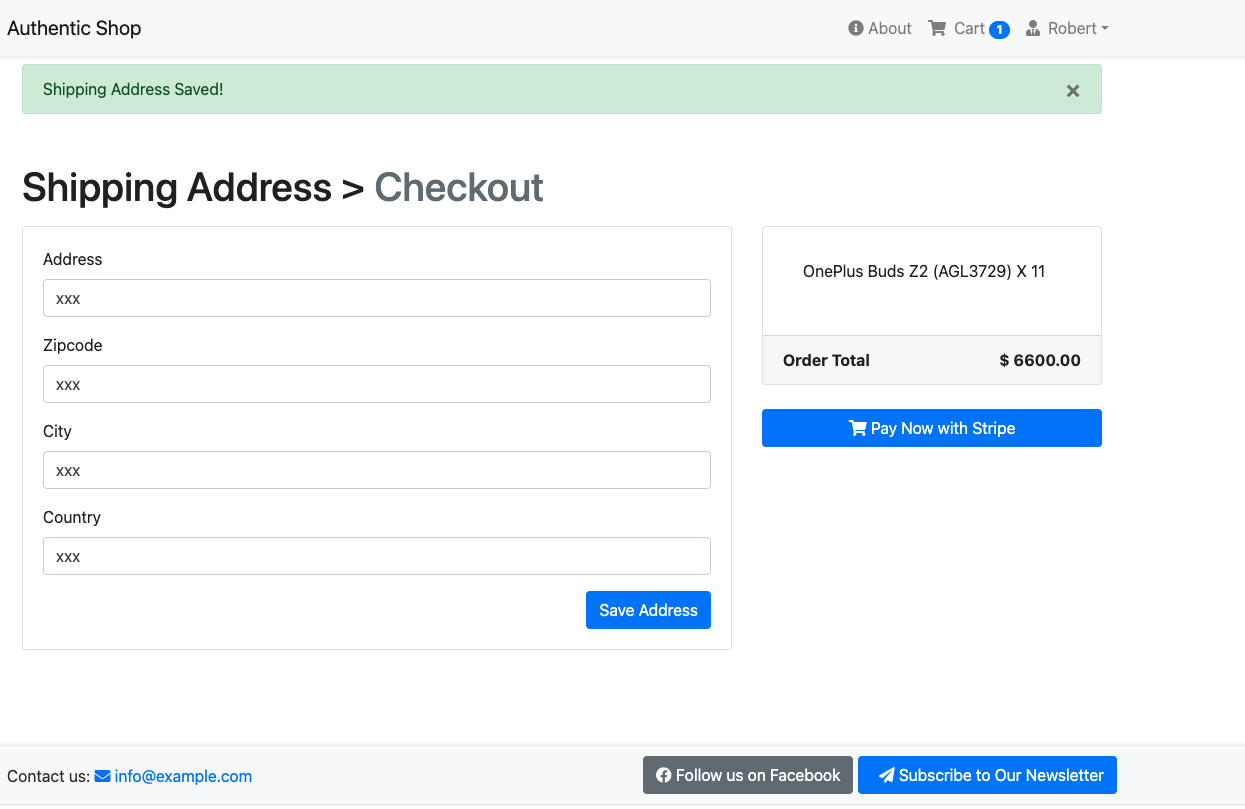 Authentic Shop
About
Cart 1
Robert
Shipping Address Saved!
×
Shipping Address > Checkout
Address
xxx
Zipcode
xxx
City
xxx
Country
xxx
Save Address
OnePlus Buds Z2 (AGL3729) X 11
Order Total $ 6600.00
Pay Now with Stripe
Contact us: info@example.com
Follow us on Facebook
Subscribe to Our Newsletter